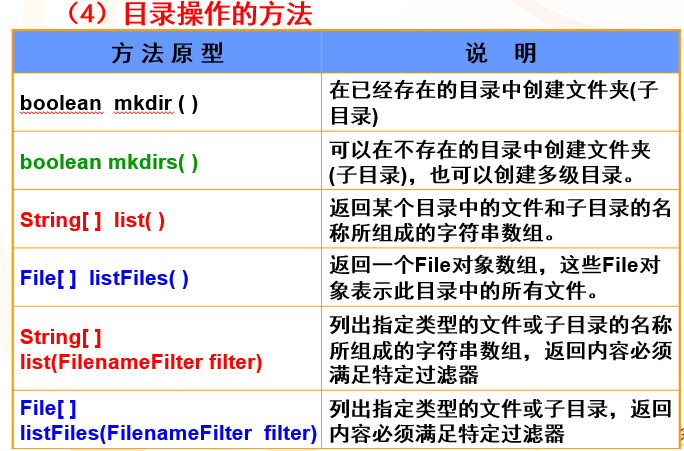 （4）目录操作的方法
方 法 原 型
说 明
boolean mkdir ( )
在已经存在的目录中创建文件夹(子
目录)
boolean mkdirs( )
可以在不存在的目录中创建文件夹
(子目录)，也可以创建多级目录。
String[ ] list( )
返回某个目录中的文件和子目录的名
称所组成的字符串数组。
File[ ] listFiles( )
返回一个File对象数组，这些File对
象表示此目录中的所有文件。
String[ ]
list(FilenameFilter filter)
列出指定类型的文件或子目录的名称
所组成的字符串数组，返回内容必须
满足特定过滤器
File[ ]
listFiles(FilenameFilter filter)
列出指定类型的文件或子目录，返回
内容必须满足特定过滤器